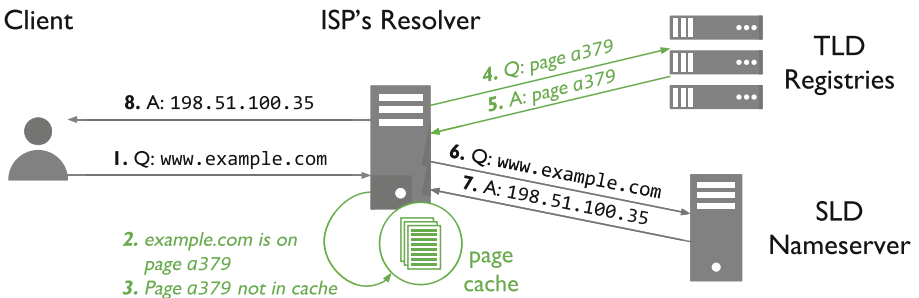 Client
ISP's Resolver
TLD
Registries
4. Q: page a379
5. A: page a379
8. A: 198.51.100.35
1. Q: www.example.com
6. Q: www.example.com
7. A: 198.51.100.35
SLD
Nameserver
2. example.com is on
page a379
3. Page a379 not in cache
page
cache